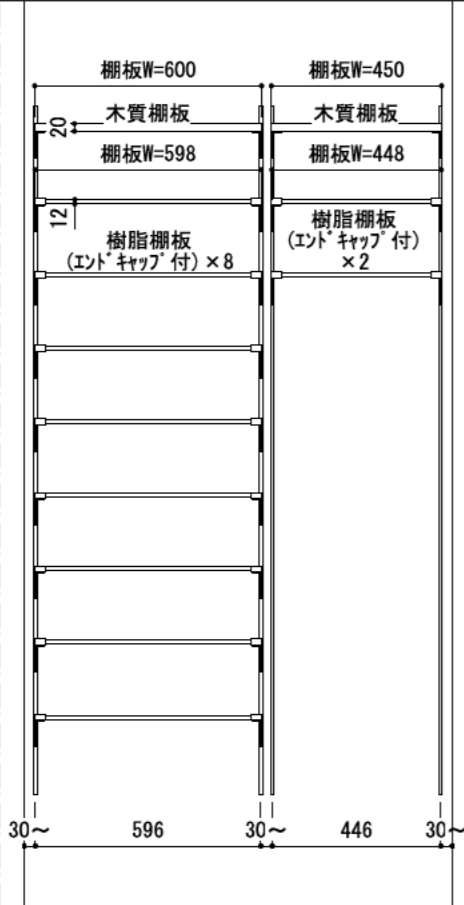 棚板W=600
棚板W=450
木質棚板
木質棚板
20
棚板W=598
棚板W=448
12
樹脂棚板
(ｴﾝﾄﾞｷｬｯﾌﾟ付)×8
樹脂棚板
(ｴﾝﾄﾞｷｬｯﾌﾟ付)
×2
30～ 596 30～ 446 30～